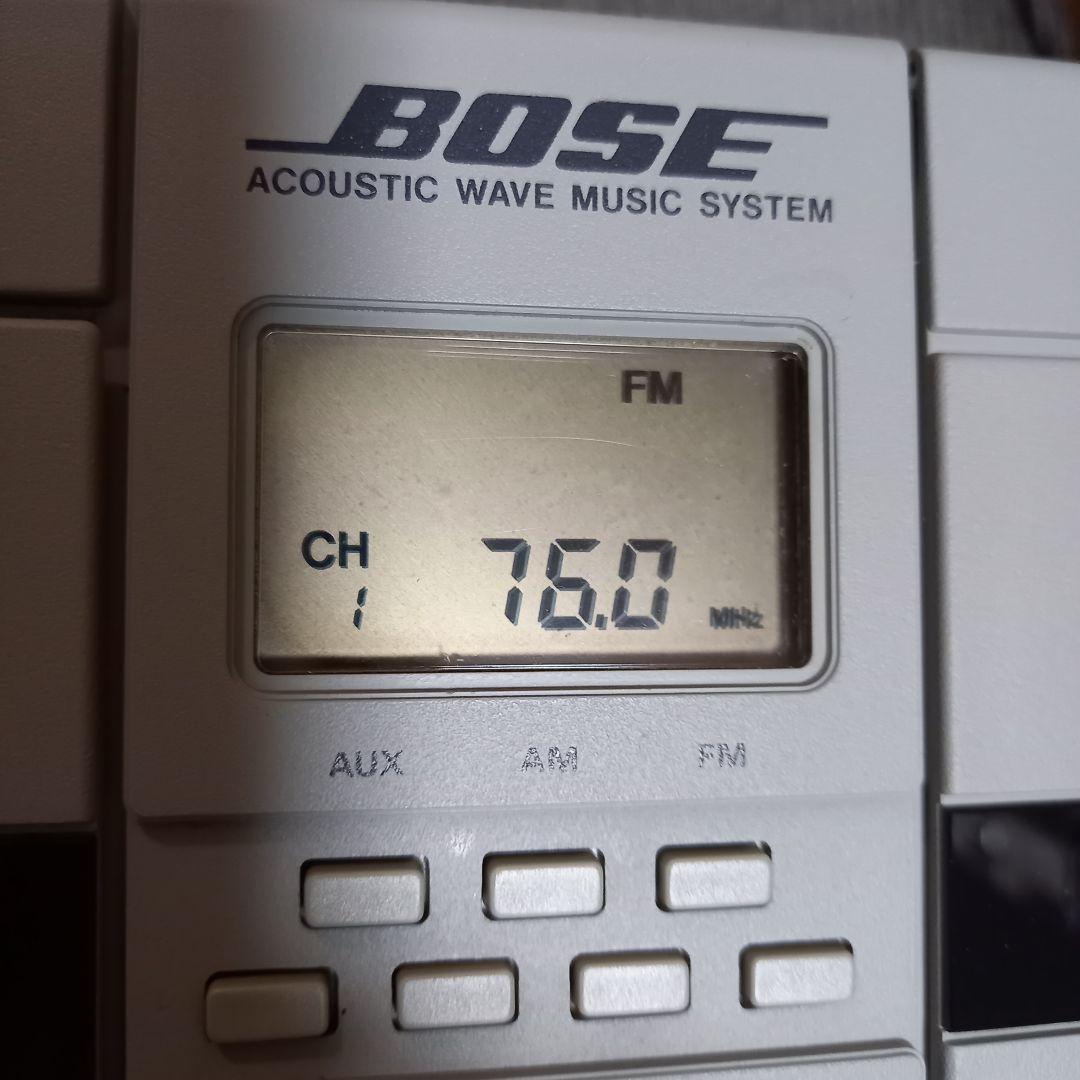 BOSE
ACOUSTIC WAVE MUSIC SYSTEM
FM
CH
1 76.0 MHz
AUX AM FM